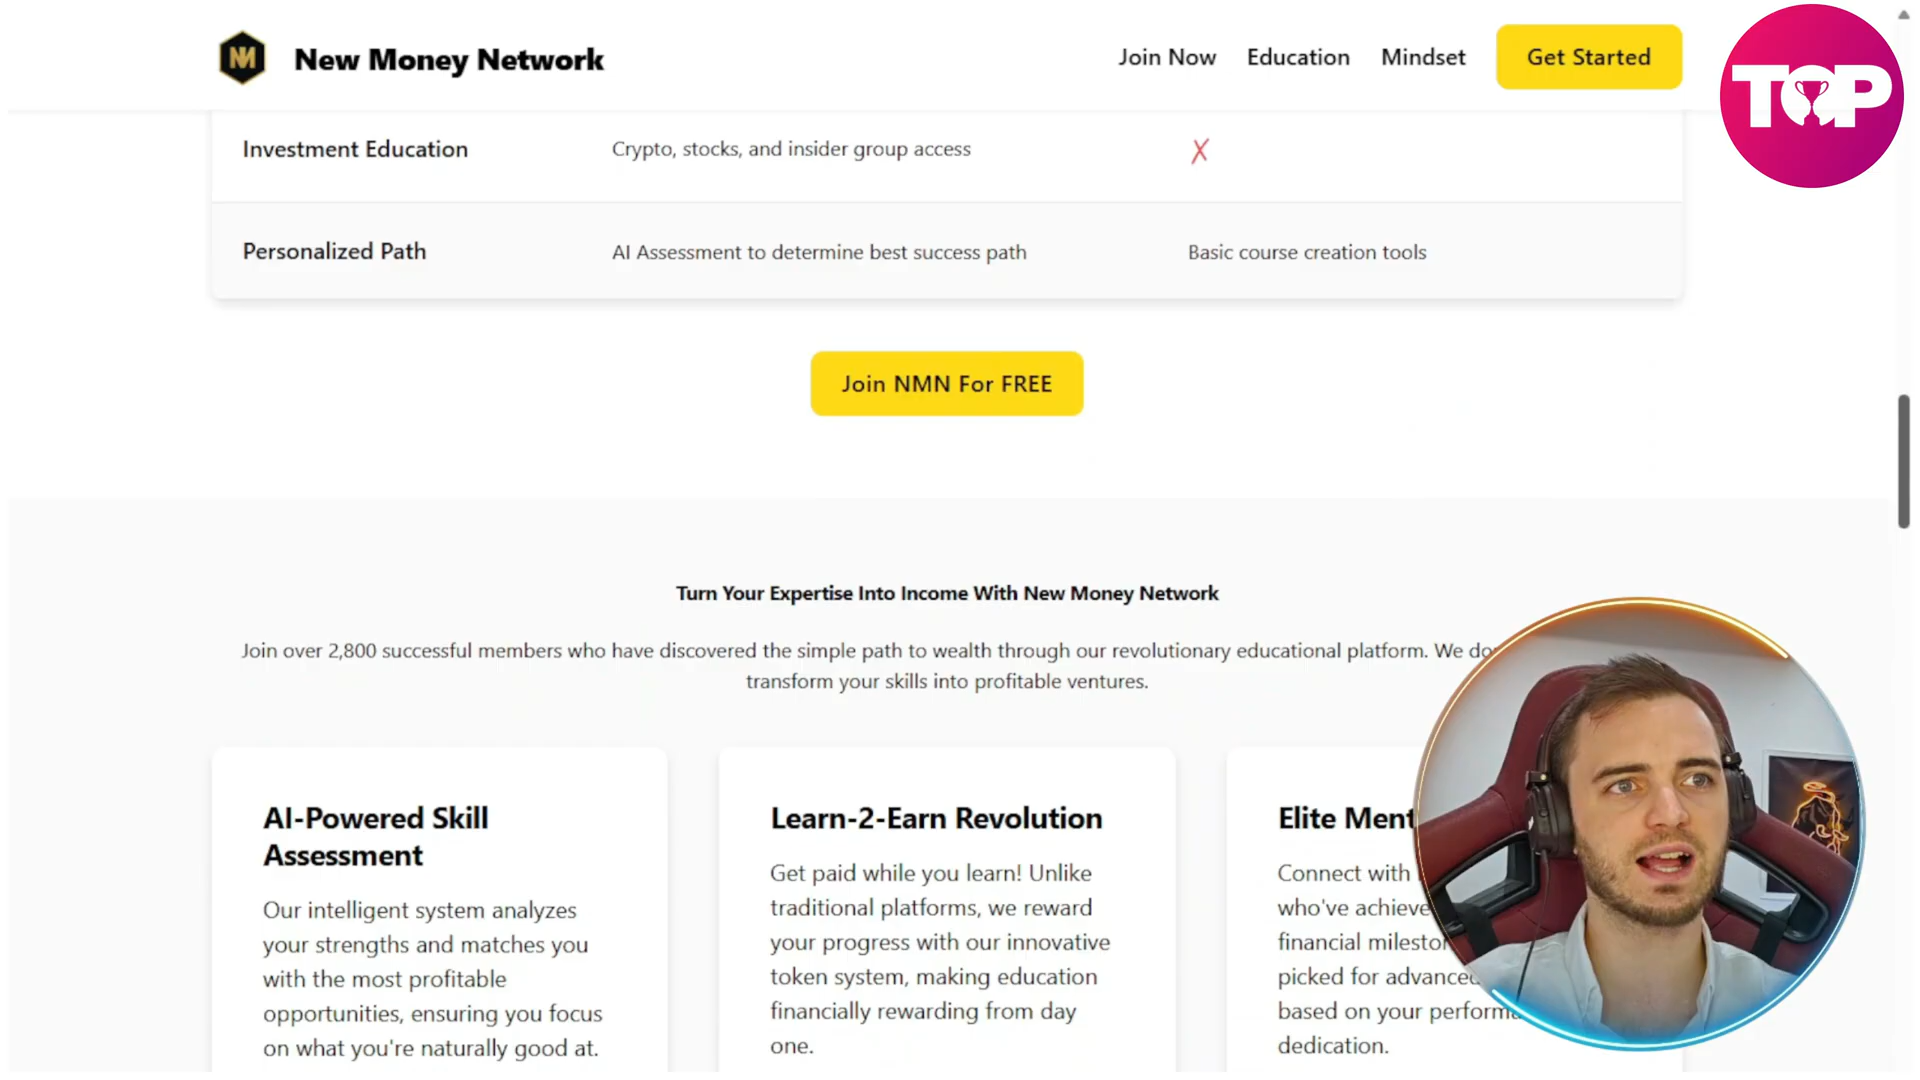 NM
New Money Network
Join Now
Education
Mindset
Get Started
TOP
Investment Education
Crypto, stocks, and insider group access
X
Personalized Path
AI Assessment to determine best success path
Basic course creation tools
Join NMN For FREE
Turn Your Expertise Into Income With New Money Network
Join over 2,800 successful members who have discovered the simple path to wealth through our revolutionary educational platform. We
transform your skills into profitable ventures.
AI-Powered Skill
Assessment
Our intelligent system analyzes
your strengths and matches you
with the most profitable
opportunities, ensuring you focus
on what you're naturally good at.
Learn-2-Earn Revolution
Get paid while you learn! Unlike
traditional platforms, we reward
your progress with our innovative
token system, making education
financially rewarding from day
one.
Elite
Connect with
who've
financial
picked for
based on your
dedication.